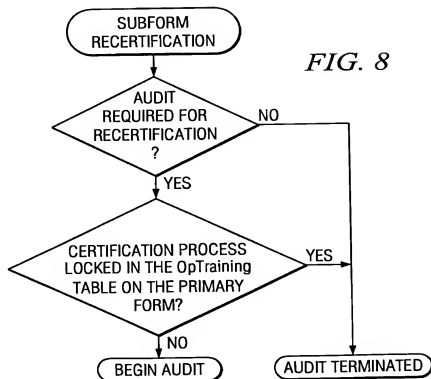 SUBFORM
RECERTIFICATION
FIG. 8
AUDIT
REQUIRED FOR
RECERTIFICATION
?
NO
YES
CERTIFICATION PROCESS
LOCKED IN THE OpTraining
TABLE ON THE PRIMARY
FORM?
YES
NO
BEGIN AUDIT
AUDIT TERMINATED